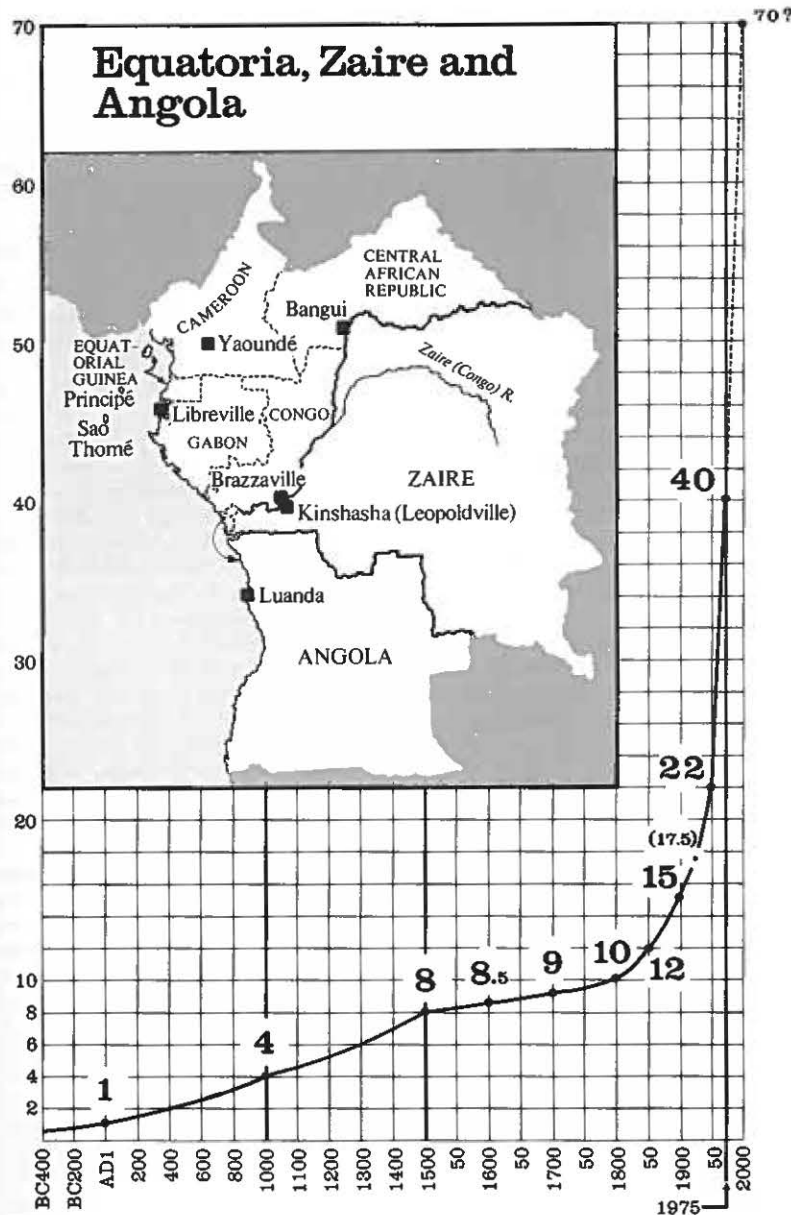 70
70?
Equatoria, Zaire and
Angola
60
CENTRAL
AFRICAN
REPUBLIC
CAMEROON
Bangui
50
Yaoundé
EQUAT-
ORIAL
GUINEA
Zaire (Congo) R.
Principé
Libreville
CONGO
Saò
Thomé
GABON
Brazzaville
ZAIRE
40
40
Kinshasha (Leopoldville)
Luanda
30
ANGOLA
22
20
(17.5)
15
10
8
8.5
9
10
12
8
6
4
4
2
1
BC400
BC200
AD1
200
400
600
800
1000
1100
1200
1300
1400
1500
50
1600
50
1700
50
1800
50
1900
50
2000
1975